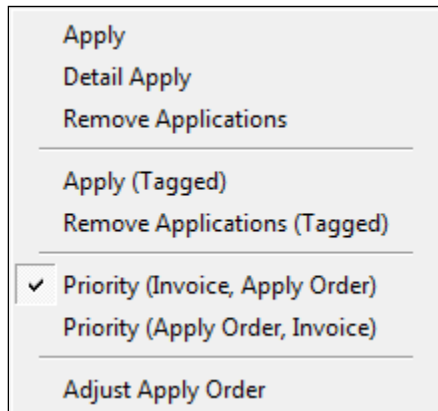 Apply
Detail Apply
Remove Applications
Apply (Tagged)
Remove Applications (Tagged)
Priority (Invoice, Apply Order)
Priority (Apply Order, Invoice)
Adjust Apply Order